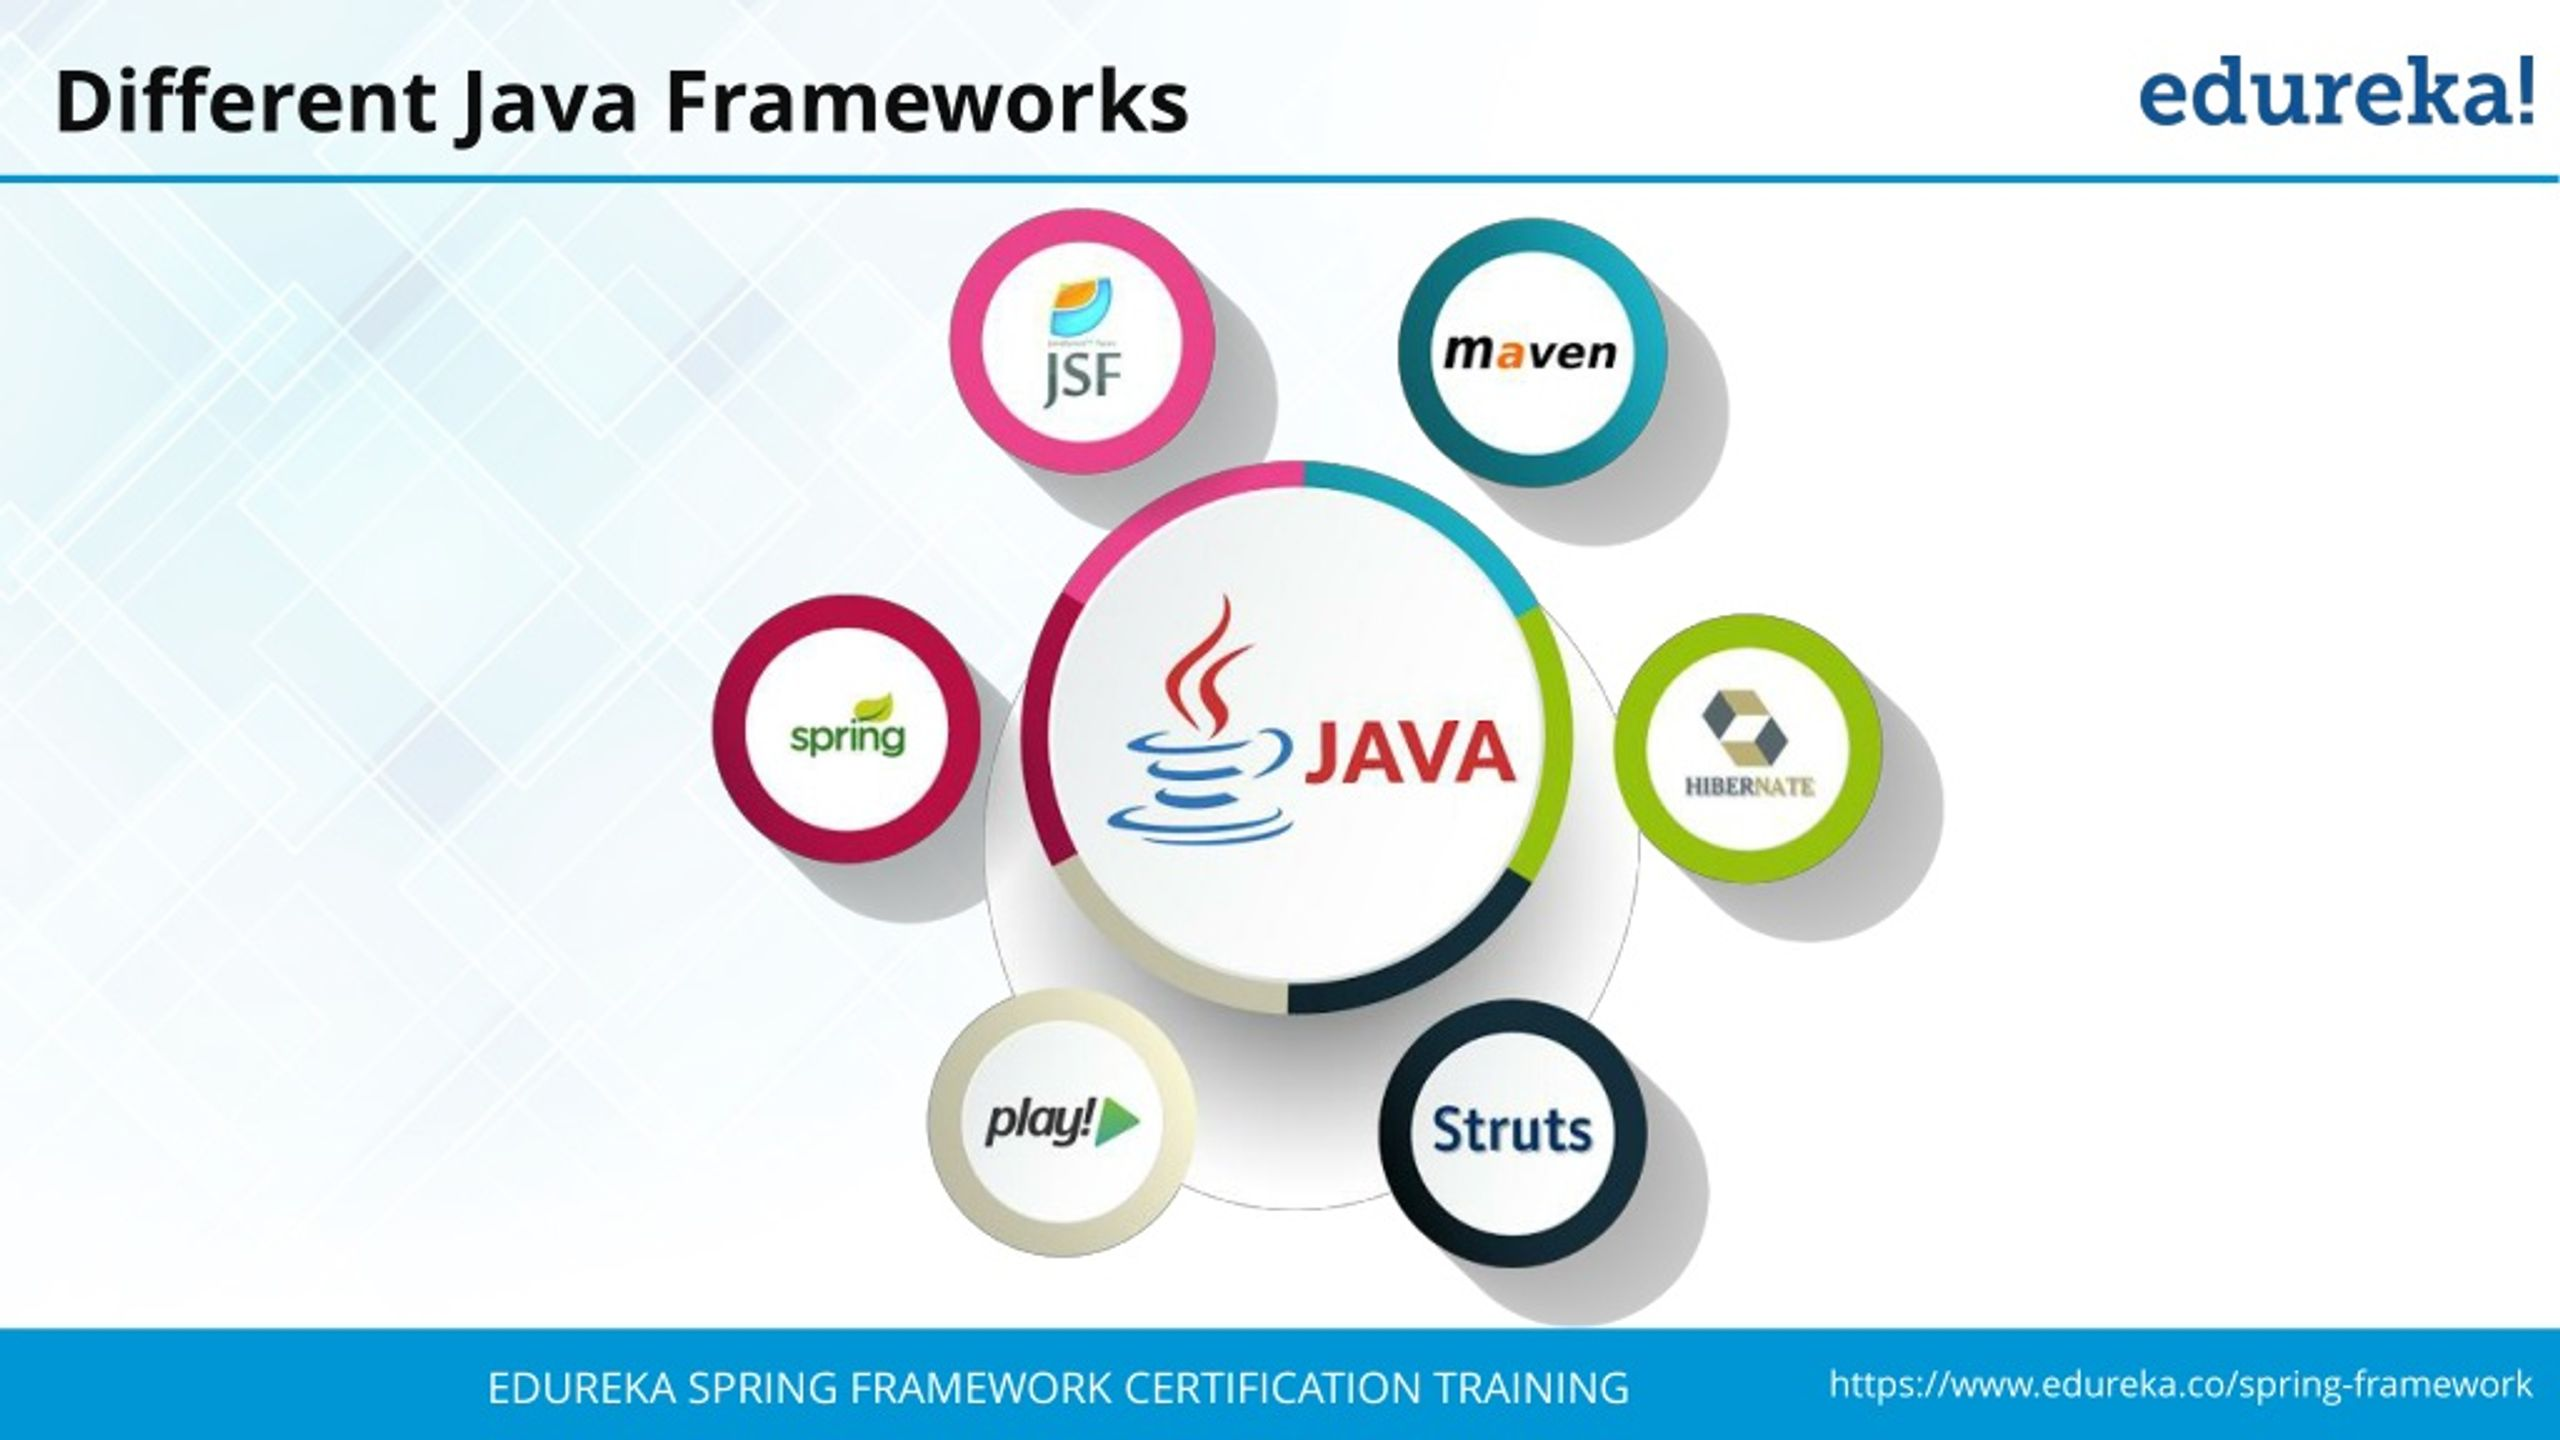 Different Java Frameworks
edureka!
JSF
maven
spring
JAVA
HIBERNATE
play!
Struts
EDUREKA SPRING FRAMEWORK CERTIFICATION TRAINING
https://www.edureka.co/spring-framework